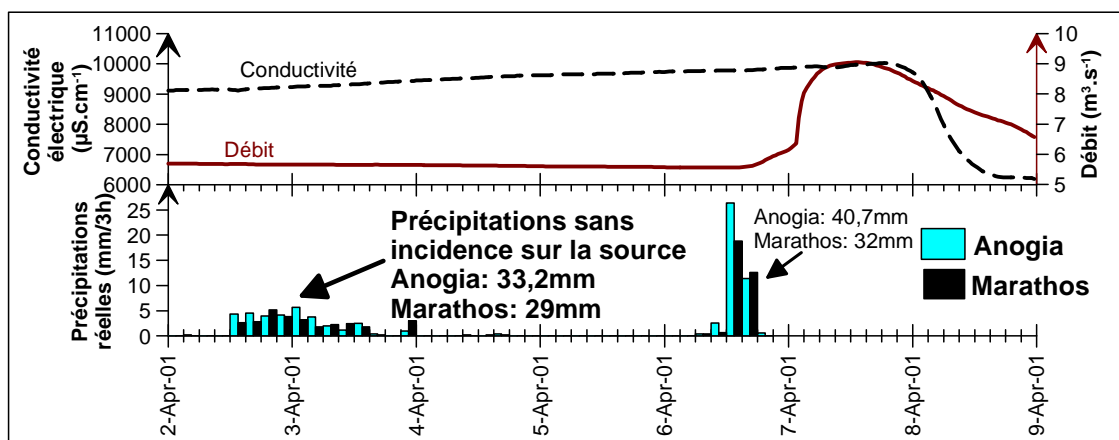 Conductivité
électrique
(µS.cm⁻¹)
11000
10000
9000
8000
7000
6000
Conductivité
Débit
10
9
8
7
6
5
Débit (m³.s⁻¹)
Précipitations
réelles (mm/3h)
25
20
15
10
5
0
Précipitations sans
incidence sur la source
Anogia: 33,2mm
Marathos: 29mm
Anogia: 40,7mm
Marathos: 32mm
Anogia
Marathos
2-Apr-01
3-Apr-01
4-Apr-01
5-Apr-01
6-Apr-01
7-Apr-01
8-Apr-01
9-Apr-01